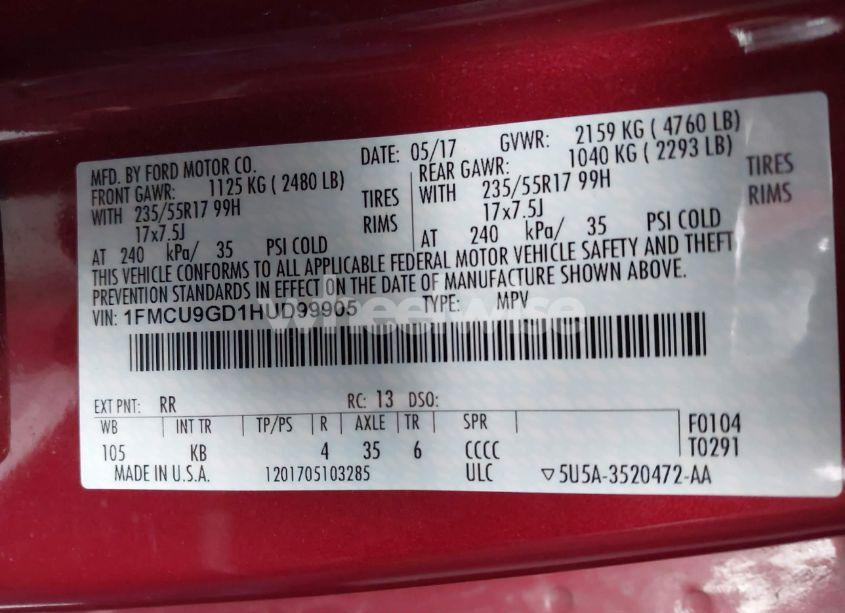 MFD. BY FORD MOTOR CO. DATE: 05/17 GVWR: 2159 KG ( 4760 LB)
FRONT GAWR: 1125 KG ( 2480 LB) REAR GAWR: 1040 KG ( 2293 LB)
WITH 235/55R17 99H TIRES WITH 235/55R17 99H TIRES
17x7.5J RIMS 17x7.5J RIMS
AT 240 kPa/ 35 PSI COLD AT 240 kPa/ 35 PSI COLD
THIS VEHICLE CONFORMS TO ALL APPLICABLE FEDERAL MOTOR VEHICLE SAFETY AND THEFT
PREVENTION STANDARDS IN EFFECT ON THE DATE OF MANUFACTURE SHOWN ABOVE.
VIN: 1FMCU9GD1HUD99905 TYPE: MPV
wheelwise
EXT PNT: RR RC: 13 DSO:
WB INT TR TP/PS R AXLE TR SPR F0104
105 KB 4 35 6 CCCC T0291
MADE IN U.S.A. 1201705103285 ULC ▽5U5A-3520472-AA